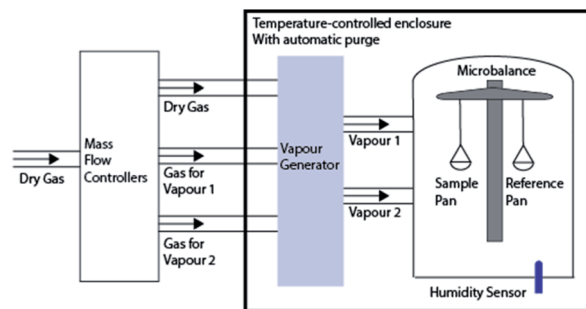 Temperature-controlled enclosure
With automatic purge
Microbalance
Dry Gas
Mass
Flow
Controllers
Dry Gas
Vapour
Generator
Vapour 1
Gas for
Vapour 1
Sample
Pan
Reference
Pan
Vapour 2
Gas for
Vapour 2
Humidity Sensor